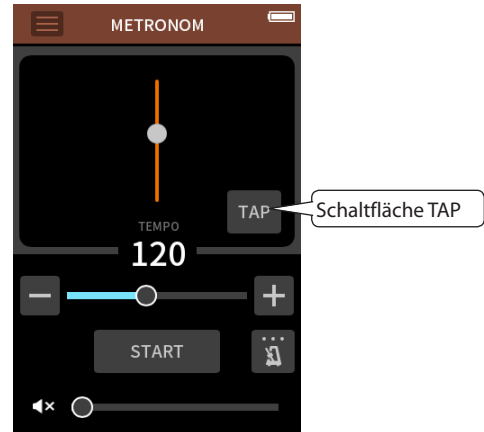 METRONOM
TAP
Schaltfläche TAP
TEMPO
120
START